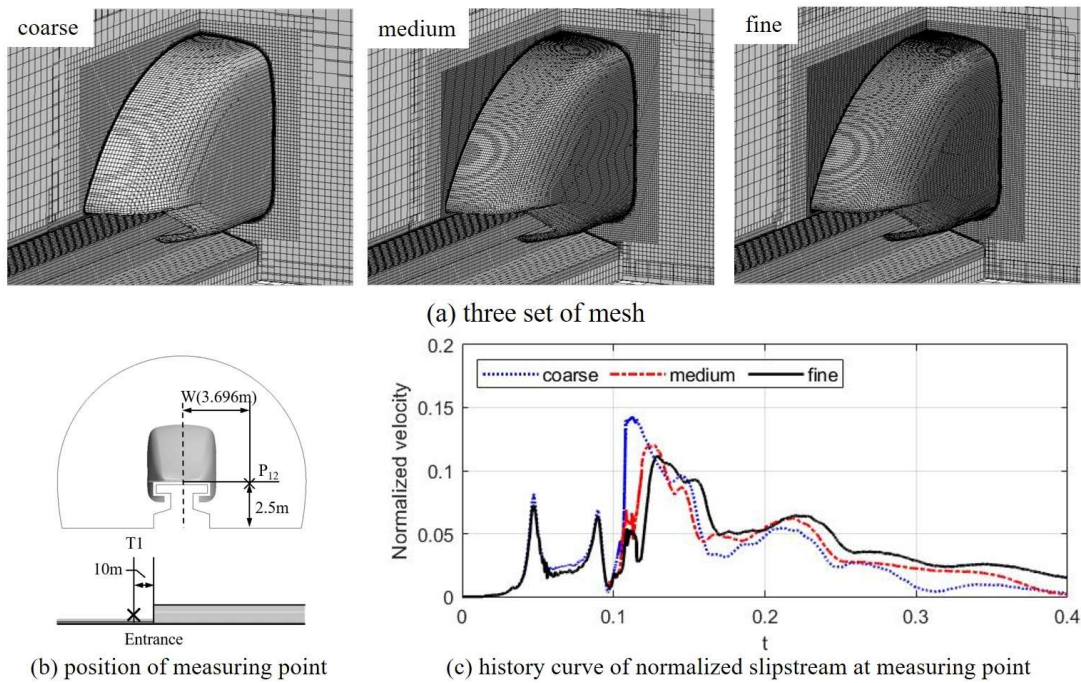 coarse
medium
fine
(a) three set of mesh
W(3.696m)
P12
2.5m
T1
10m
Entrance
(b) position of measuring point
0.2
0.15
0.1
0.05
0
Normalized velocity
coarse
medium
fine
0
0.1
0.2
0.3
0.4
t
(c) history curve of normalized slipstream at measuring point